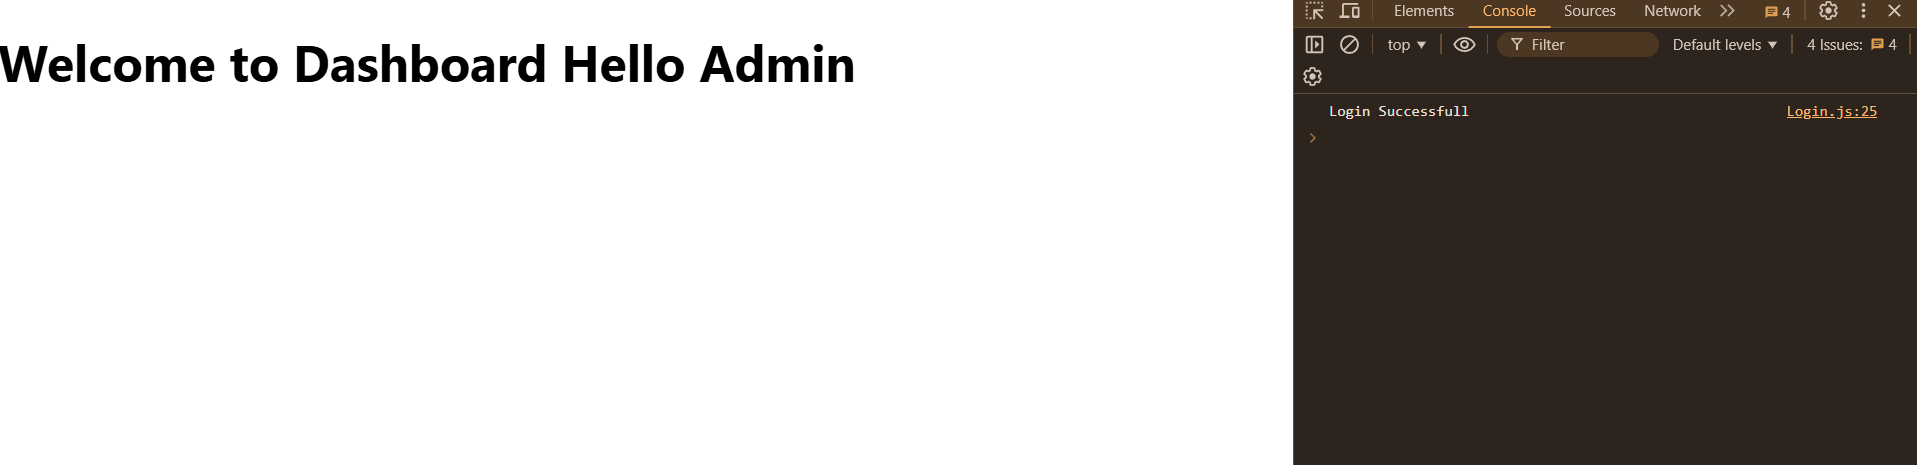 Welcome to Dashboard Hello Admin
Elements Console Sources Network 4
top Filter Default levels 4 Issues: 4
Login Successfull Login.js:25